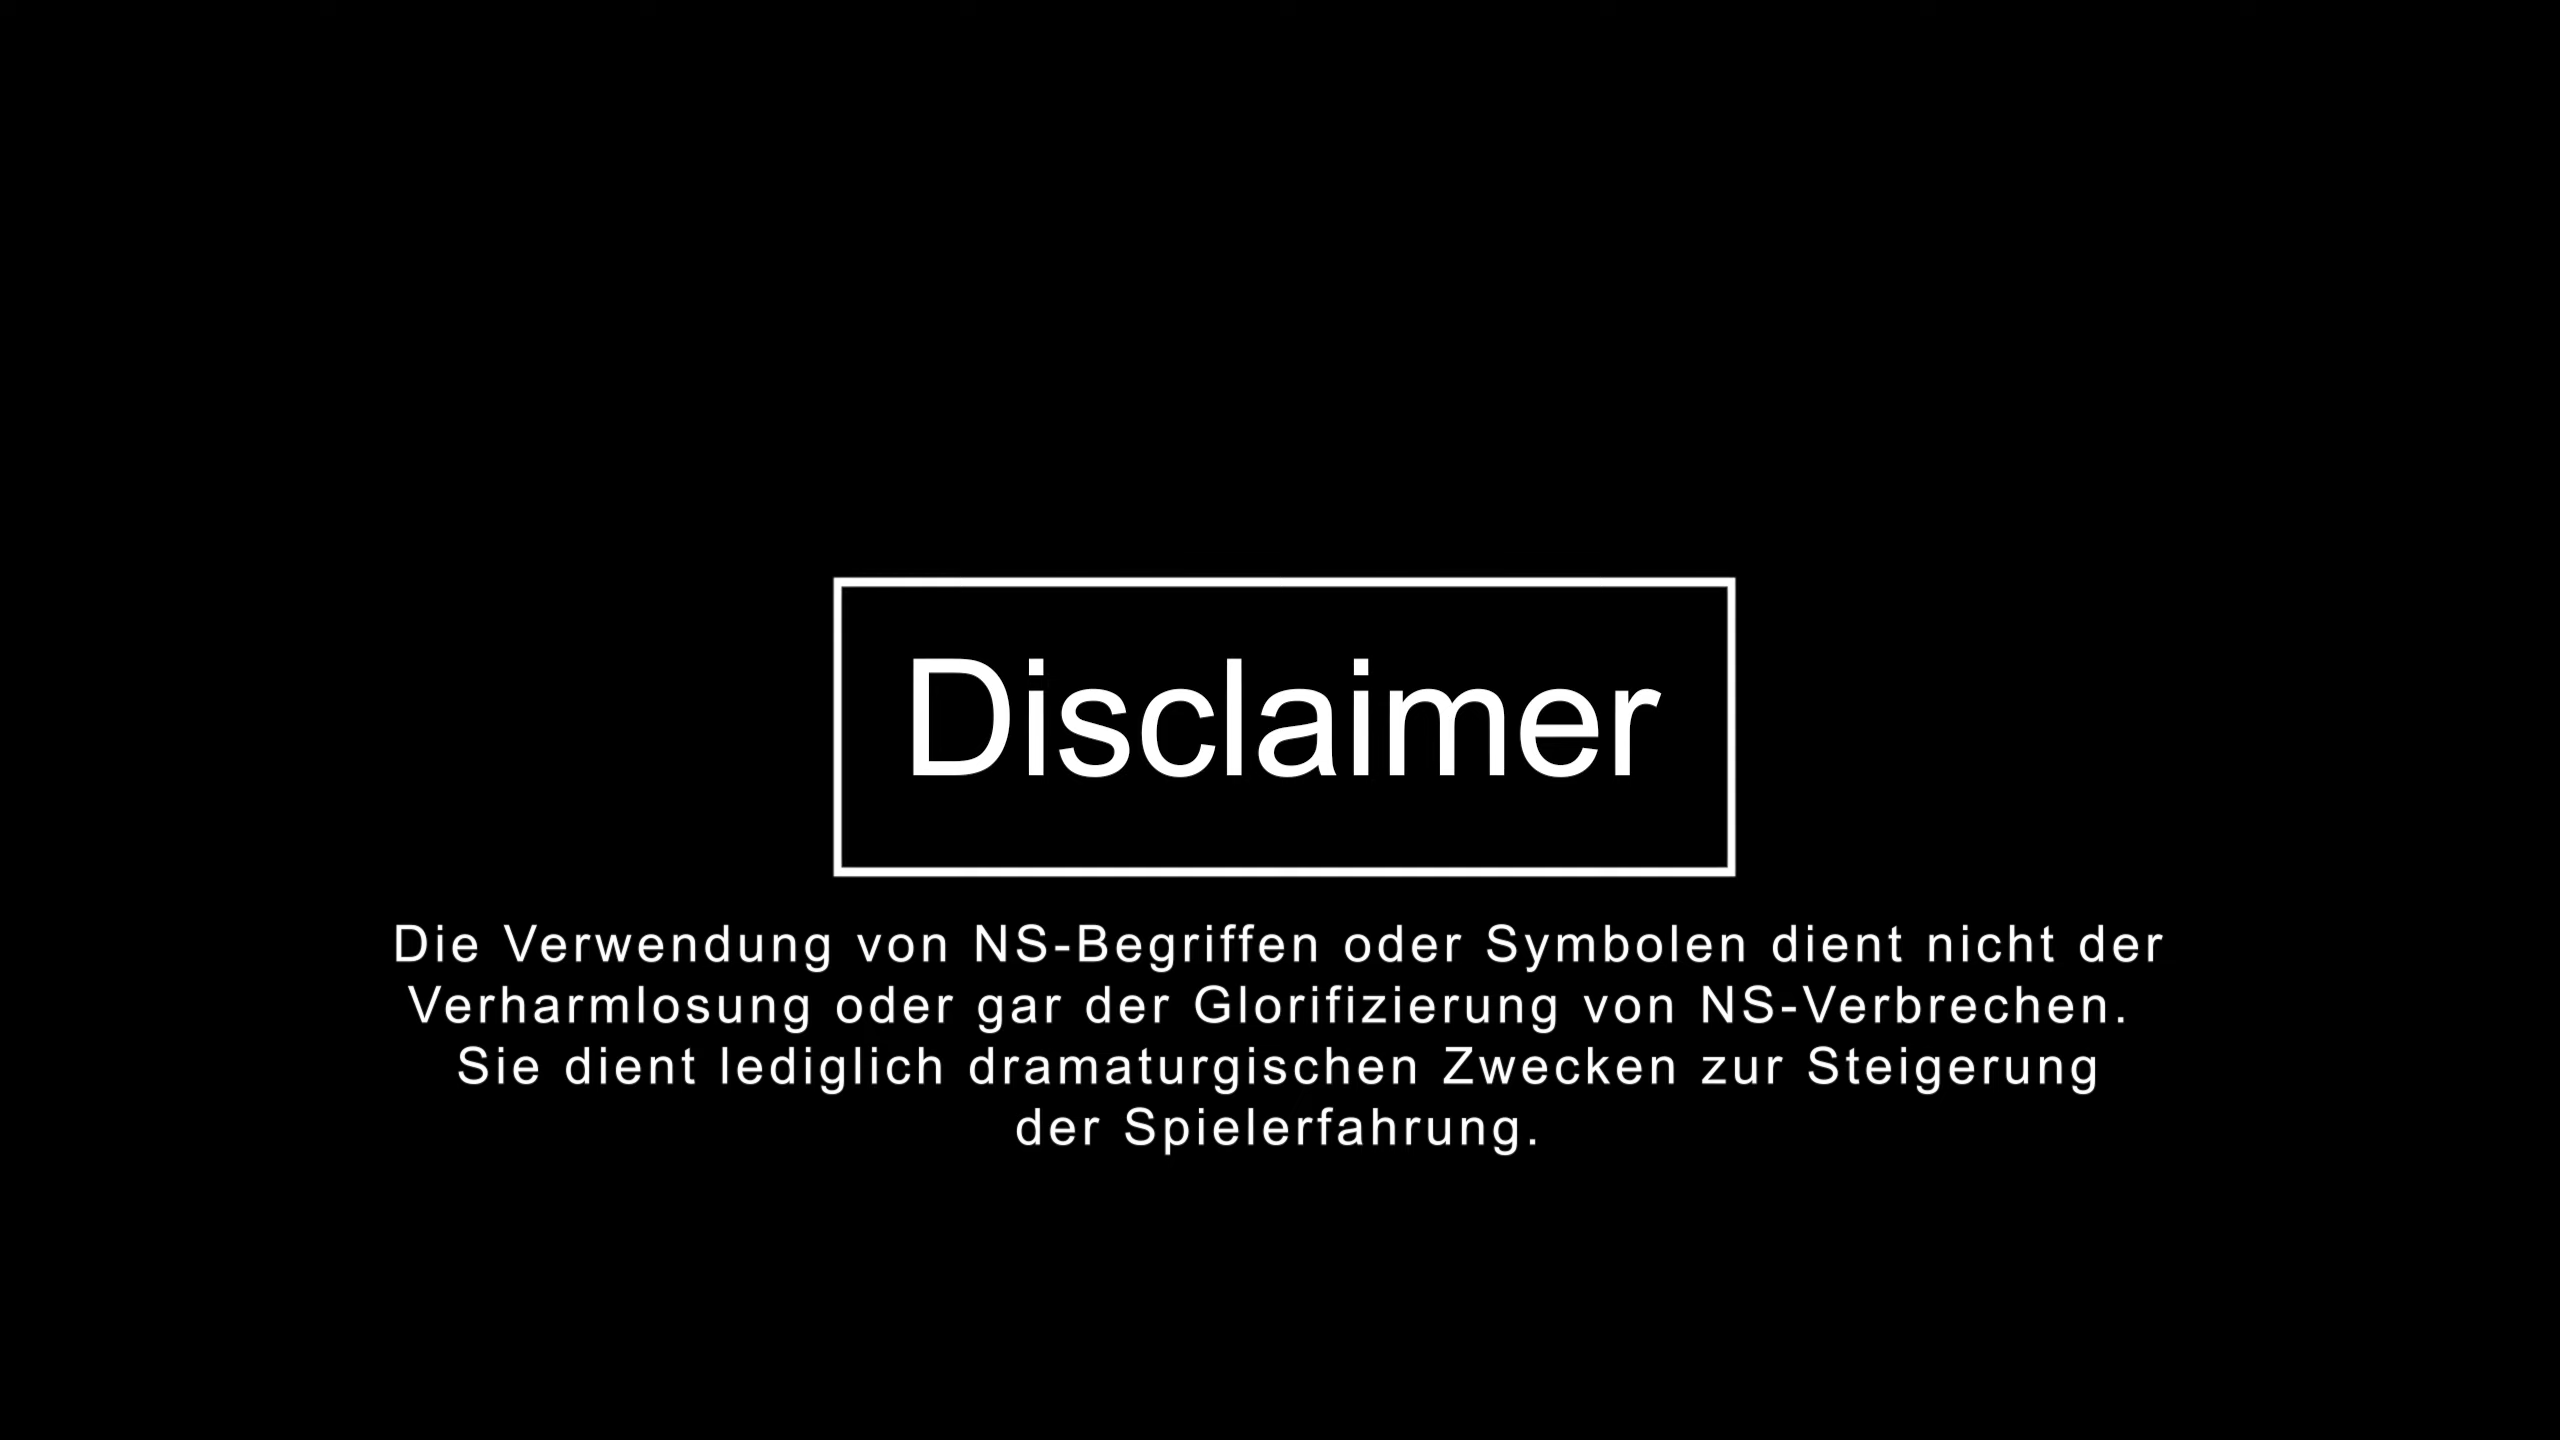 Disclaimer
Die Verwendung von NS-Begriffen oder Symbolen dient nicht der
Verharmlosung oder gar der Glorifizierung von NS-Verbrechen.
Sie dient lediglich dramaturgischen Zwecken zur Steigerung
der Spielerfahrung.